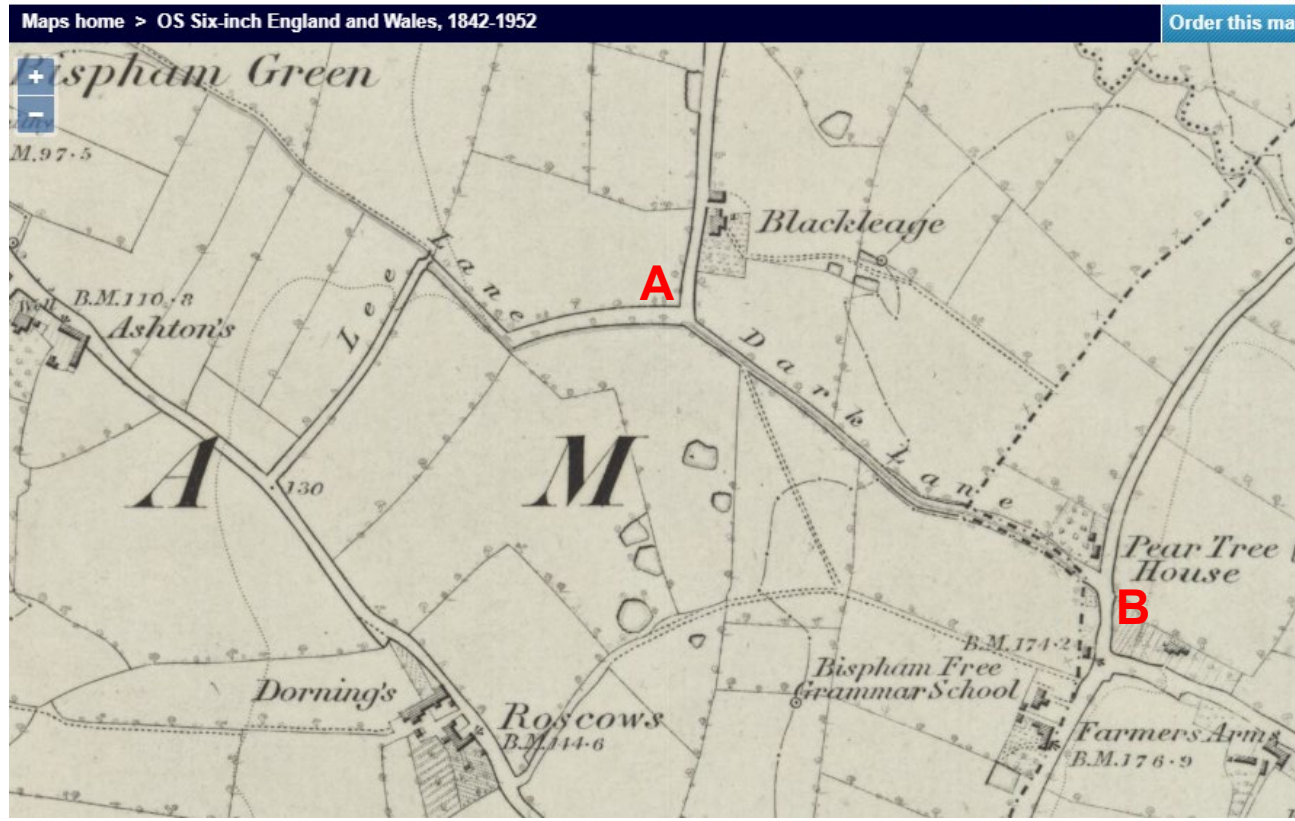 Maps home > OS Six-inch England and Wales, 1842-1952
Order this ma
Bispham Green
+
−
M.97·5
Blackleage
A
Lee Lane
Well
B.M.110·8
Ashton's
Dark Lane
A
M
130
Pear Tree
House
B
B.M.174·2
Bispham Free
Grammar School
Dorning's
Roscows
B.M.144·6
Farmers Arms
B.M.176·9